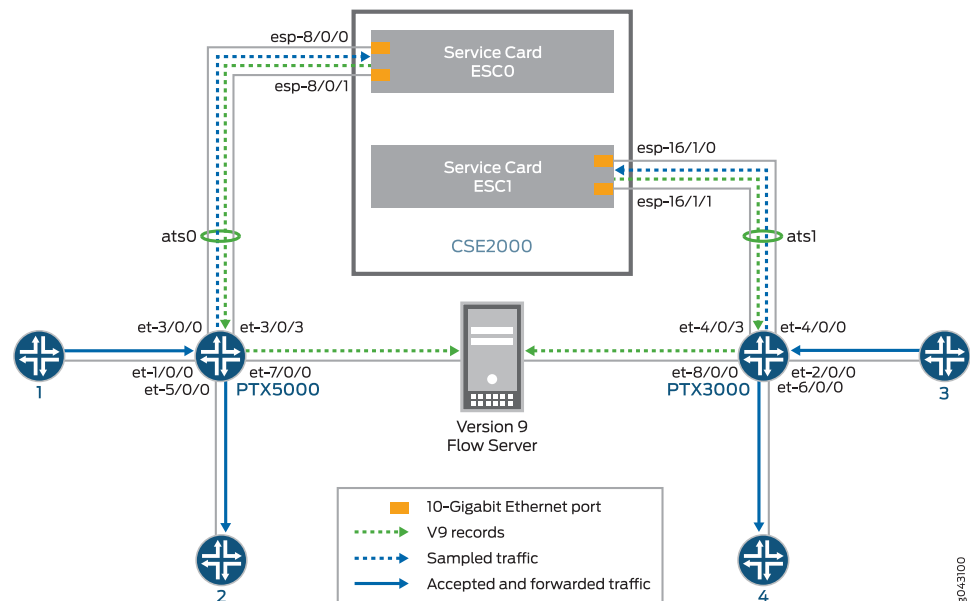 esp-8/0/0
Service Card
ESC0
esp-8/0/1
esp-16/1/0
Service Card
ESC1
esp-16/1/1
ats0
CSE2000
ats1
et-3/0/0
et-3/0/3
et-4/0/3
et-4/0/0
et-1/0/0
et-7/0/0
et-8/0/0
et-2/0/0
et-5/0/0
PTX5000
PTX3000
et-6/0/0
1
3
Version 9
Flow Server
10-Gigabit Ethernet port
V9 records
Sampled traffic
Accepted and forwarded traffic
2
4
g043100